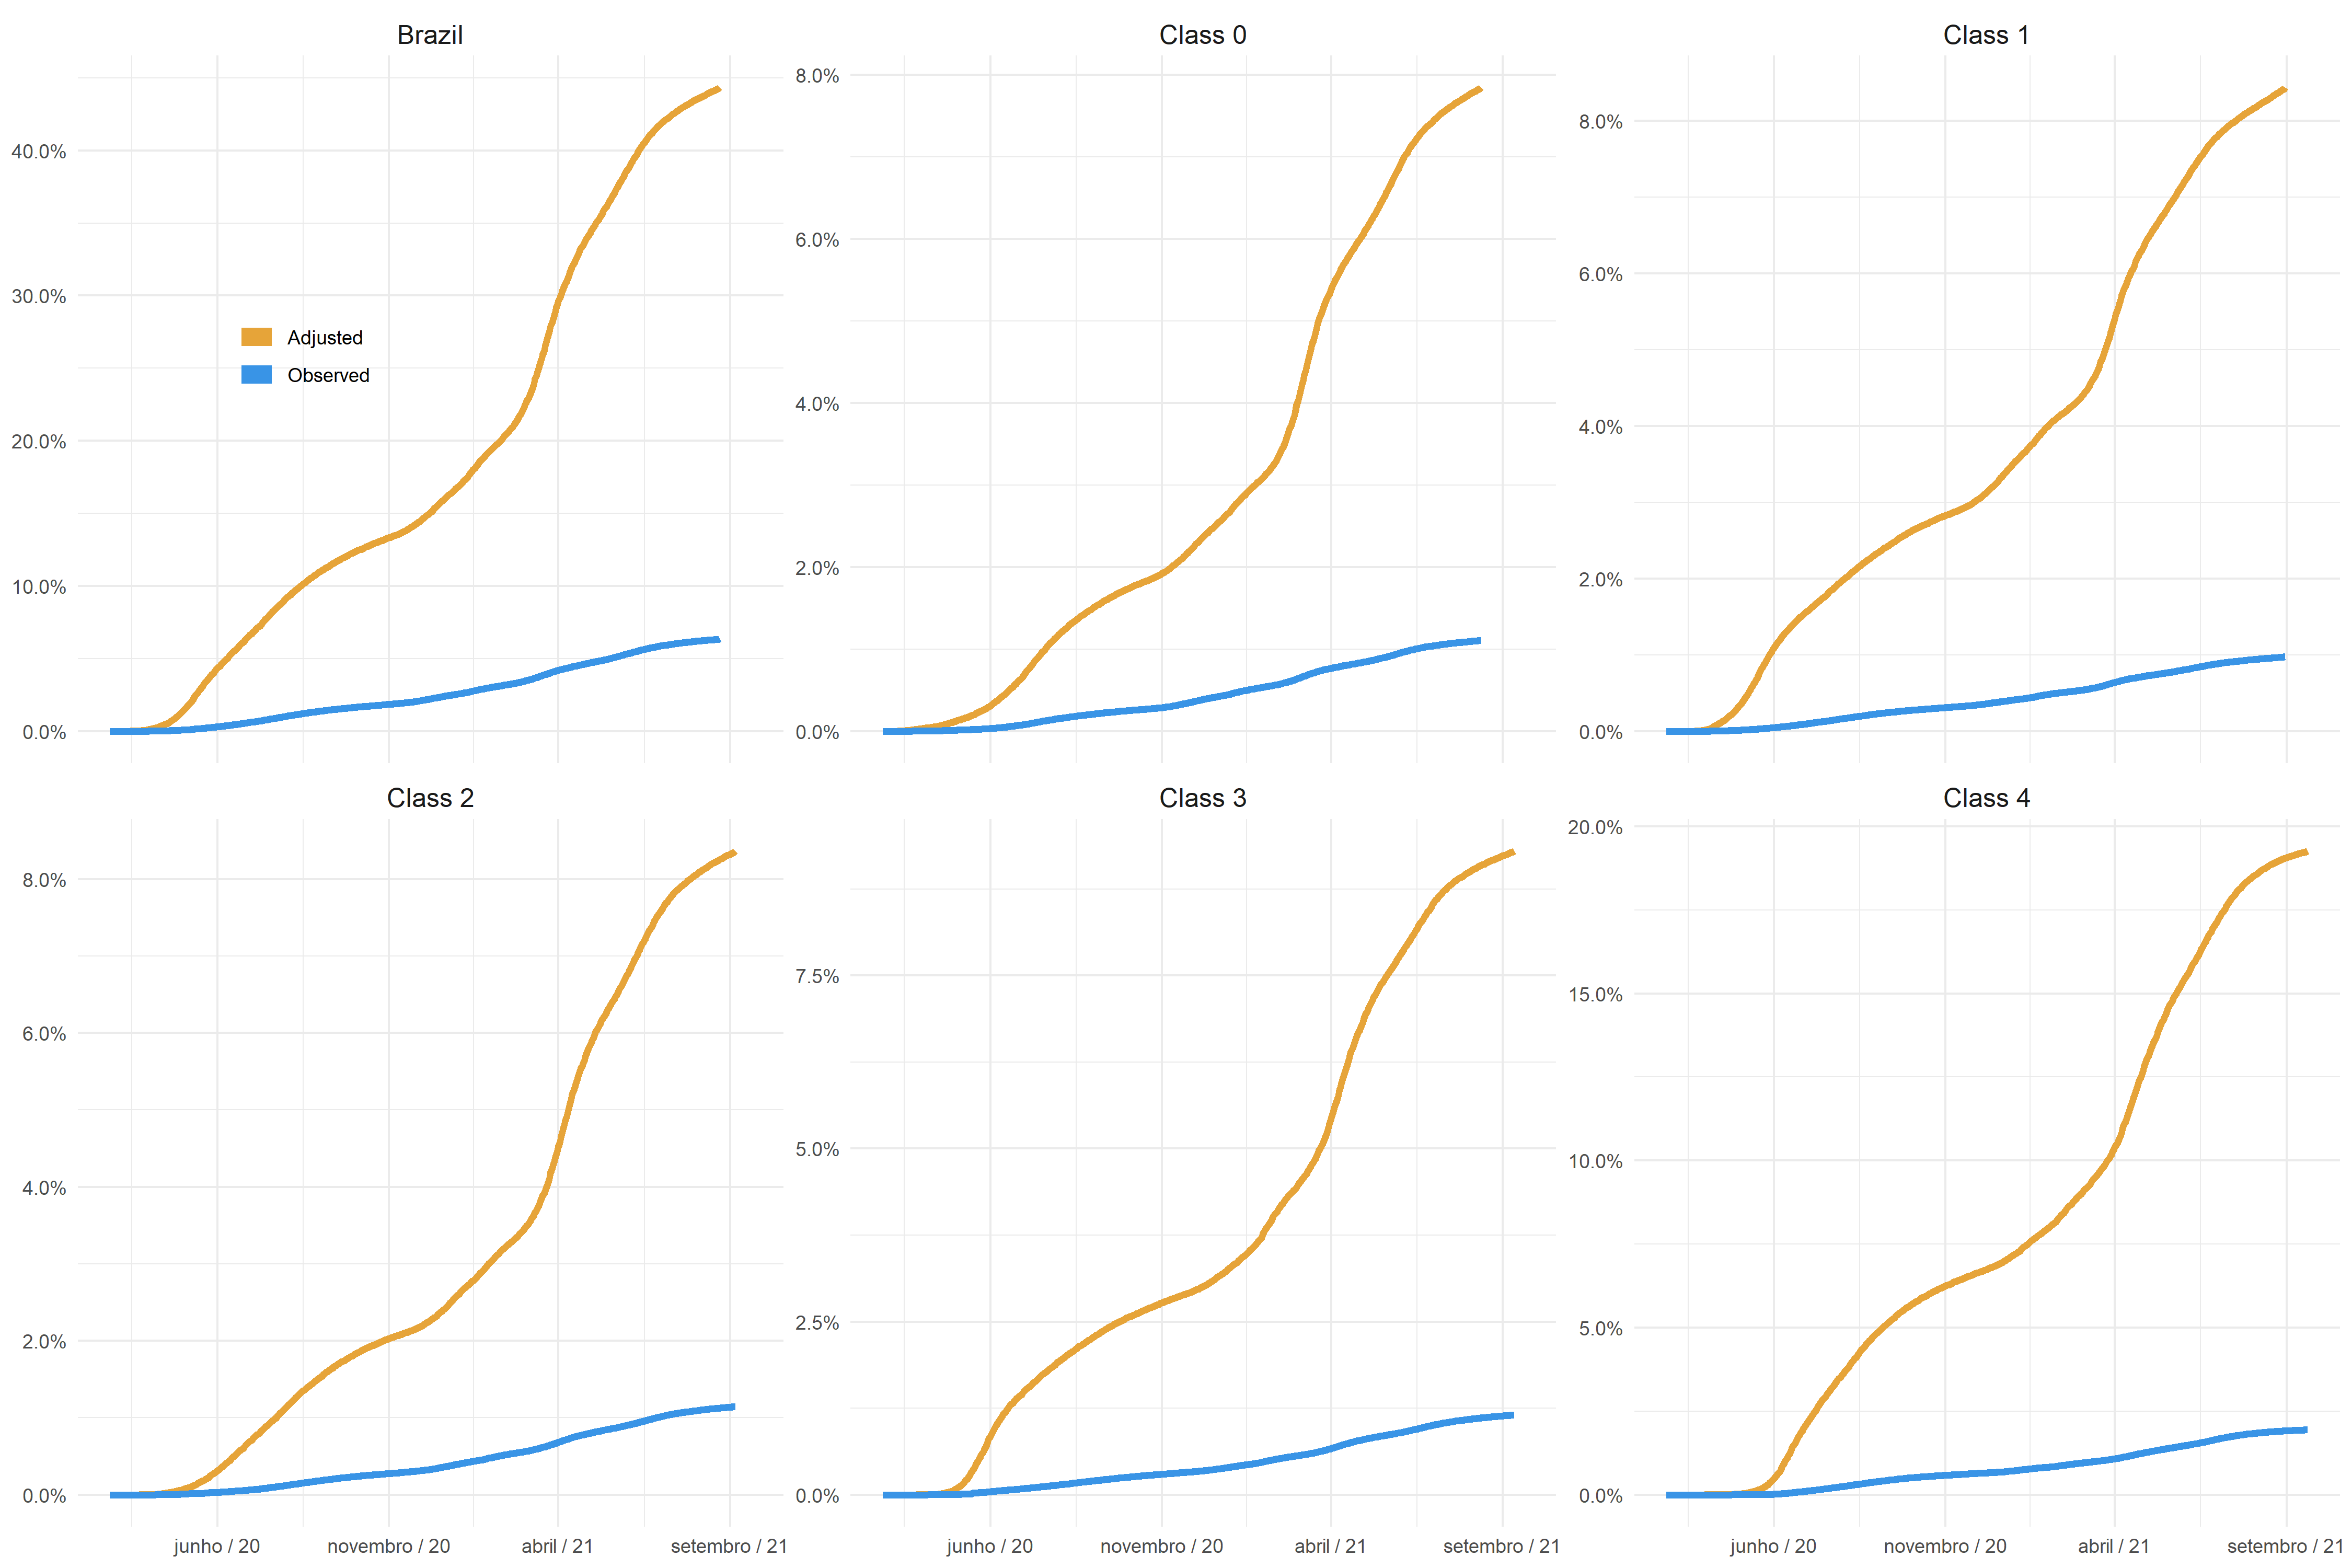 Brazil
40.0%
30.0%
20.0%
10.0%
0.0%
Adjusted
Observed
Class 0
8.0%
6.0%
4.0%
2.0%
0.0%
Class 1
8.0%
6.0%
4.0%
2.0%
0.0%
Class 2
8.0%
6.0%
4.0%
2.0%
0.0%
junho / 20 novembro / 20 abril / 21 setembro / 21
Class 3
7.5%
5.0%
2.5%
0.0%
junho / 20 novembro / 20 abril / 21 setembro / 21
Class 4
20.0%
15.0%
10.0%
5.0%
0.0%
junho / 20 novembro / 20 abril / 21 setembro / 21